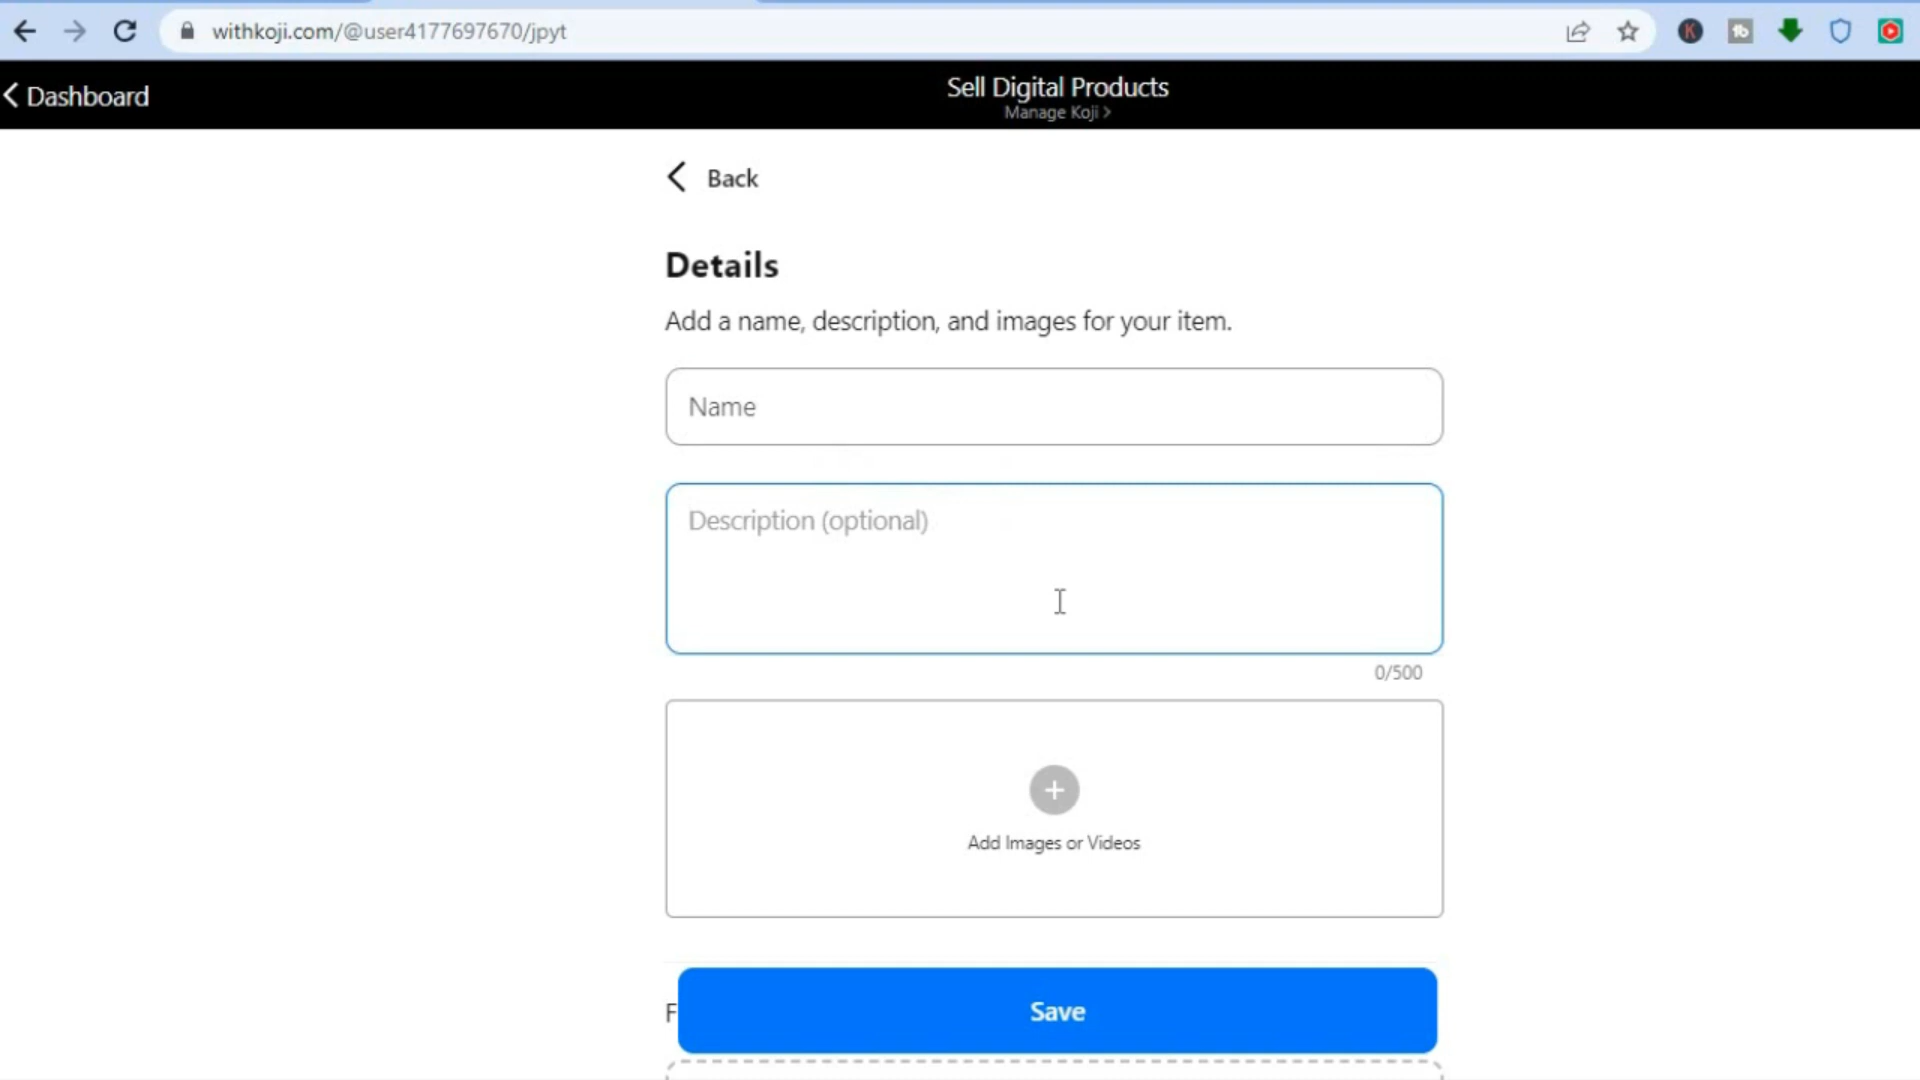 withkoji.com/@user4177697670/jpyt
K
tb
Dashboard
Sell Digital Products
Manage Koji >
Back
Details
Add a name, description, and images for your item.
Name
Description (optional)
0/500
+
Add Images or Videos
F
Save